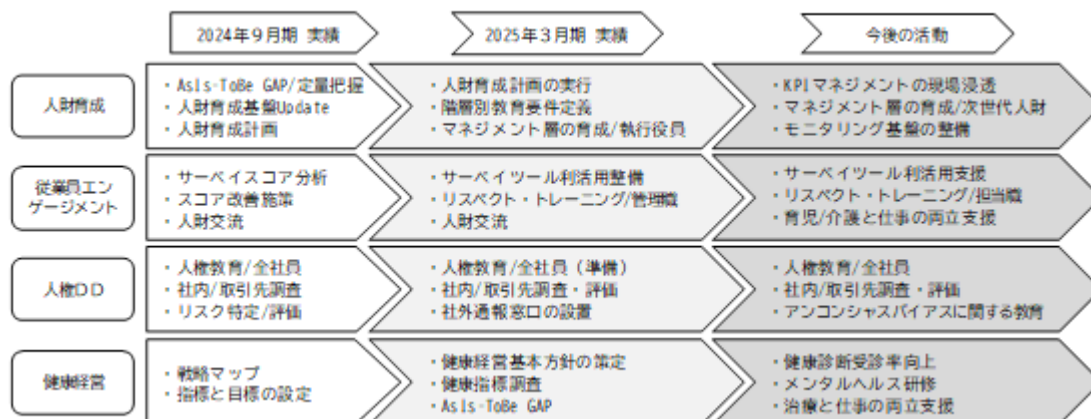 2024年9月期 実績
2025年3月期 実績
今後の活動
人財育成
・AsIs-ToBe GAP/定量把握
・人財育成基盤Update
・人財育成計画
・人財育成計画の実行
・階層別教育要件定義
・マネジメント層の育成/執行役員
・KPIマネジメントの現場浸透
・マネジメント層の育成/次世代人財
・モニタリング基盤の整備
従業員エン
ゲージメント
・サーベイスコア分析
・スコア改善施策
・人財交流
・サーベイツール利活用整備
・リスペクト・トレーニング/管理職
・人財交流
・サーベイツール利活用支援
・リスペクト・トレーニング/担当職
・育児/介護と仕事の両立支援
人権DD
・人権教育/全社員
・社内/取引先調査
・リスク特定/評価
・人権教育/全社員（準備）
・社内/取引先調査・評価
・社外通報窓口の設置
・人権教育/全社員
・社内/取引先調査・評価
・アンコンシャスバイアスに関する教育
健康経営
・戦略マップ
・指標と目標の設定
・健康経営基本方針の策定
・健康指標調査
・AsIs-ToBe GAP
・健康診断受診率向上
・メンタルヘルス研修
・治療と仕事の両立支援